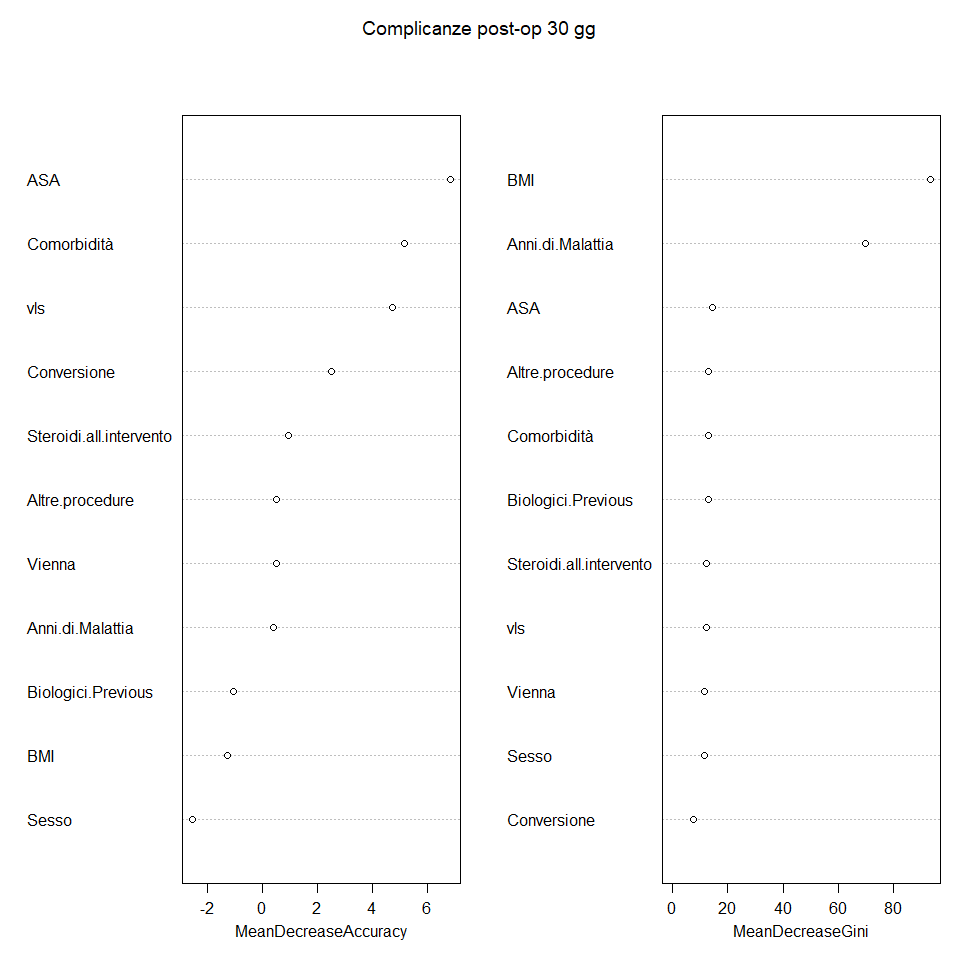 Complicanze post-op 30 gg
ASA
Comorbidità
vls
Conversione
Steroidi.all.intervento
Altre.procedure
Vienna
Anni.di.Malattia
Biologici.Previous
BMI
Sesso
-2 0 2 4 6
MeanDecreaseAccuracy
BMI
Anni.di.Malattia
ASA
Altre.procedure
Comorbidità
Biologici.Previous
Steroidi.all.intervento
vls
Vienna
Sesso
Conversione
0 20 40 60 80
MeanDecreaseGini